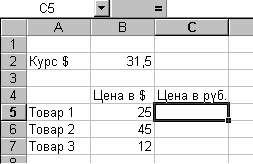 C5 =
A B C
1
2 Курс $ 31,5
3
4 Цена в $ Цена в руб.
5 Товар 1 25
6 Товар 2 45
7 Товар 3 12